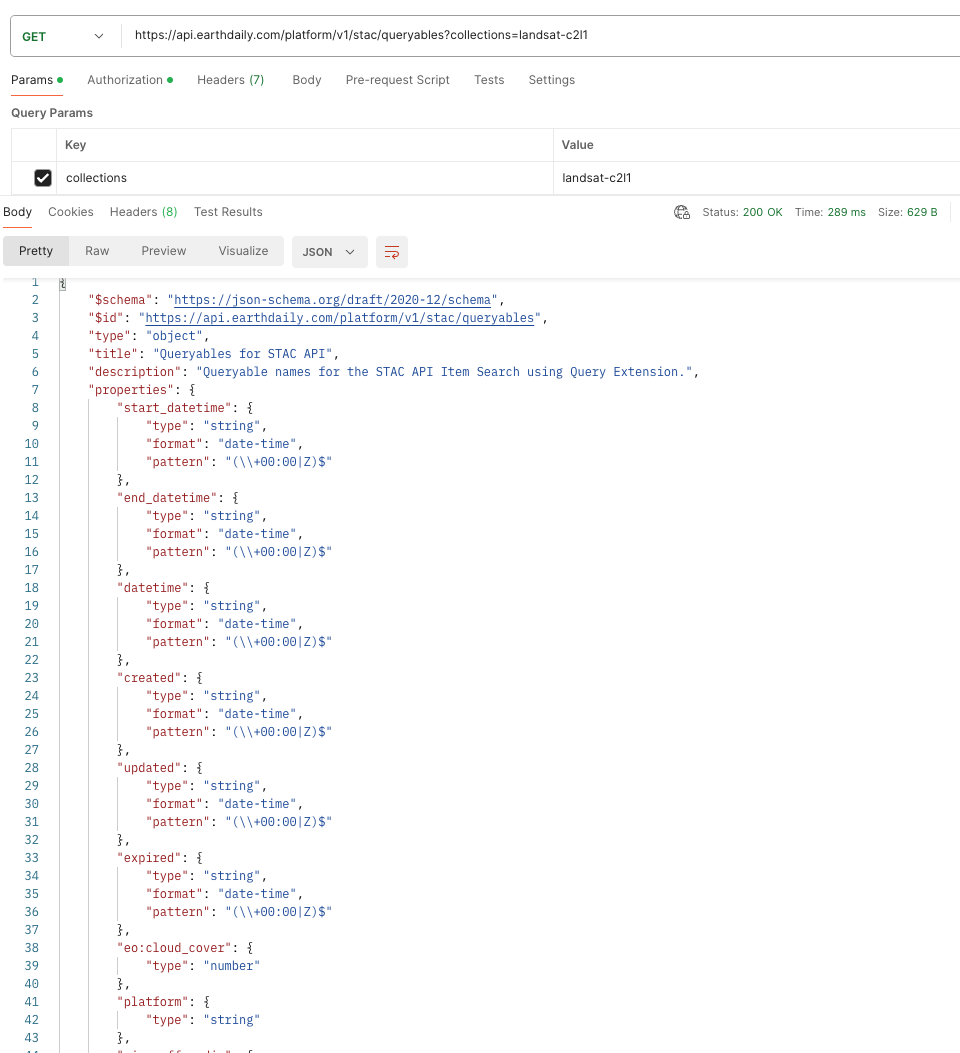 GET https://api.earthdaily.com/platform/v1/stac/queryables?collections=landsat-c2l1
Params Authorization Headers (7) Body Pre-request Script Tests Settings
Query Params
Key Value
collections landsat-c2l1
Body Cookies Headers (8) Test Results Status: 200 OK Time: 289 ms Size: 629 B
Pretty Raw Preview Visualize JSON
1 {
2 "$schema": "https://json-schema.org/draft/2020-12/schema",
3 "$id": "https://api.earthdaily.com/platform/v1/stac/queryables",
4 "type": "object",
5 "title": "Queryables for STAC API",
6 "description": "Queryable names for the STAC API Item Search using Query Extension.",
7 "properties": {
8 "start_datetime": {
9 "type": "string",
10 "format": "date-time",
11 "pattern": "(\\+00:00|Z)$"
12 },
13 "end_datetime": {
14 "type": "string",
15 "format": "date-time",
16 "pattern": "(\\+00:00|Z)$"
17 },
18 "datetime": {
19 "type": "string",
20 "format": "date-time",
21 "pattern": "(\\+00:00|Z)$"
22 },
23 "created": {
24 "type": "string",
25 "format": "date-time",
26 "pattern": "(\\+00:00|Z)$"
27 },
28 "updated": {
29 "type": "string",
30 "format": "date-time",
31 "pattern": "(\\+00:00|Z)$"
32 },
33 "expired": {
34 "type": "string",
35 "format": "date-time",
36 "pattern": "(\\+00:00|Z)$"
37 },
38 "eo:cloud_cover": {
39 "type": "number"
40 },
41 "platform": {
42 "type": "string"
43 },